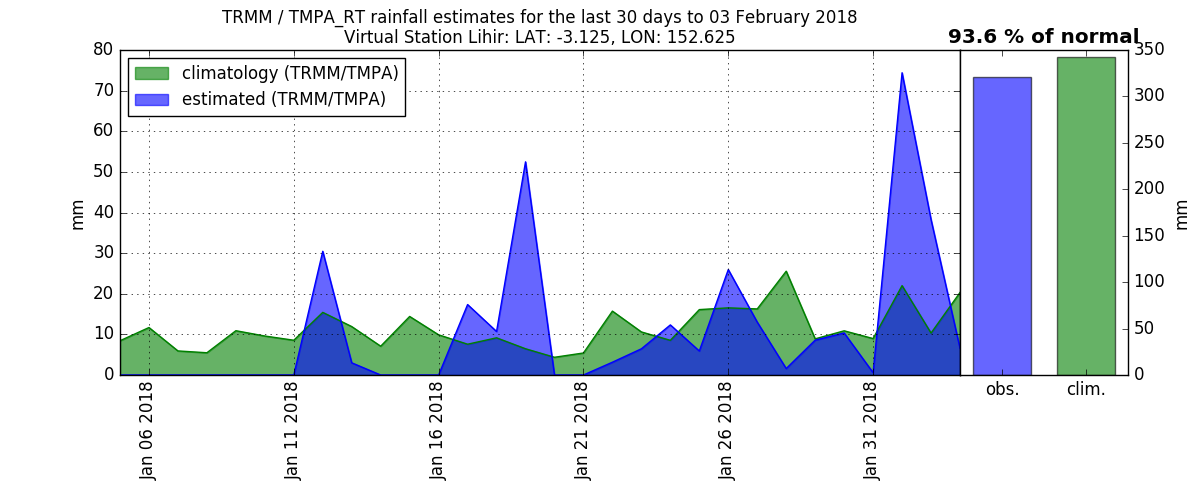 TRMM / TMPA_RT rainfall estimates for the last 30 days to 03 February 2018
Virtual Station Lihir: LAT: -3.125, LON: 152.625
93.6 % of normal
climatology (TRMM/TMPA)
estimated (TRMM/TMPA)
80
70
60
50
40
30
20
10
0
mm
Jan 06 2018
Jan 11 2018
Jan 16 2018
Jan 21 2018
Jan 26 2018
Jan 31 2018
obs.
clim.
350
300
250
200
150
100
50
0
mm